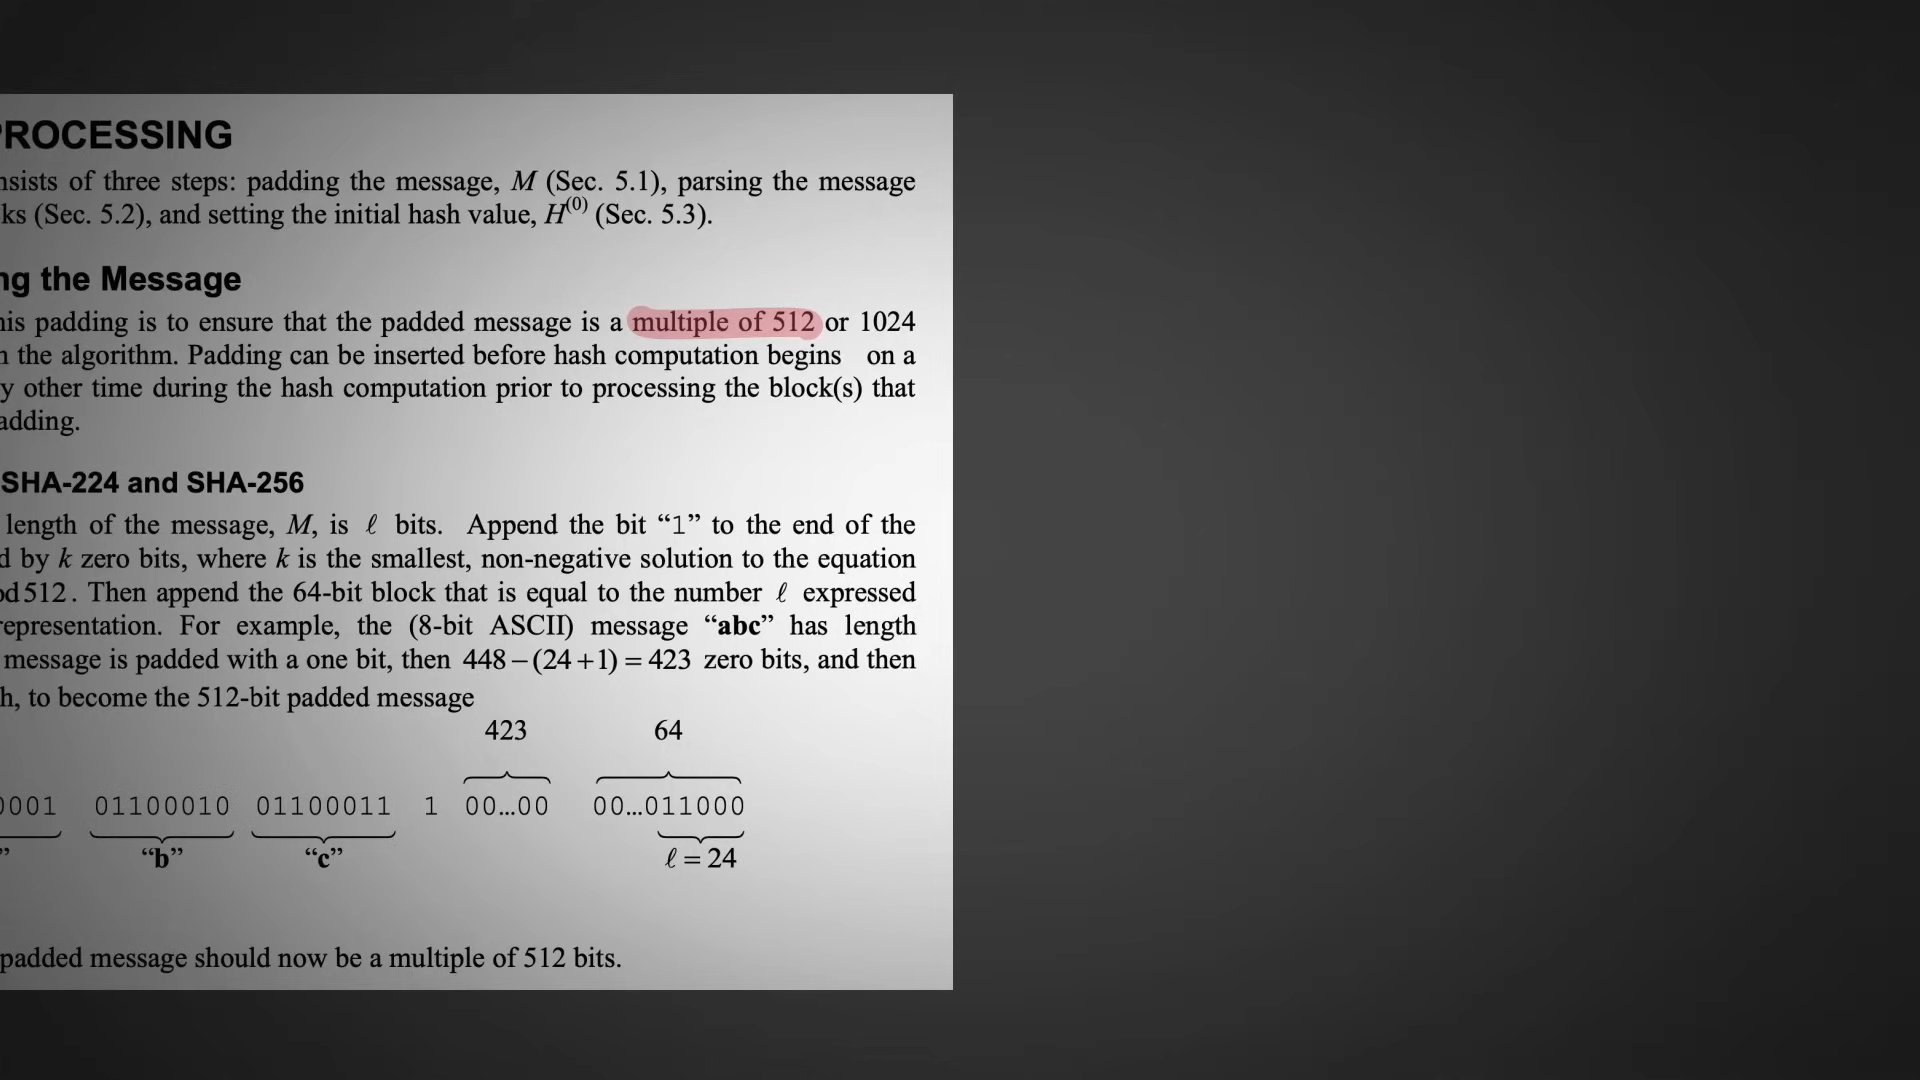 ROCESSING
sists of three steps: padding the message, M (Sec. 5.1), parsing the message
ks (Sec. 5.2), and setting the initial hash value, H(0) (Sec. 5.3).
ng the Message
is padding is to ensure that the padded message is a multiple of 512 or 1024
the algorithm. Padding can be inserted before hash computation begins on a
y other time during the hash computation prior to processing the block(s) that
adding.
SHA-224 and SHA-256
length of the message, M, is ℓ bits. Append the bit “1” to the end of the
d by k zero bits, where k is the smallest, non-negative solution to the equation
od 512. Then append the 64-bit block that is equal to the number ℓ expressed
epresentation. For example, the (8-bit ASCII) message “abc” has length
message is padded with a one bit, then 448 – (24 + 1) = 423 zero bits, and then
h, to become the 512-bit padded message
423 64
0001 01100010 01100011 1 00…00 00…011000
” “b” “c” ℓ = 24
padded message should now be a multiple of 512 bits.